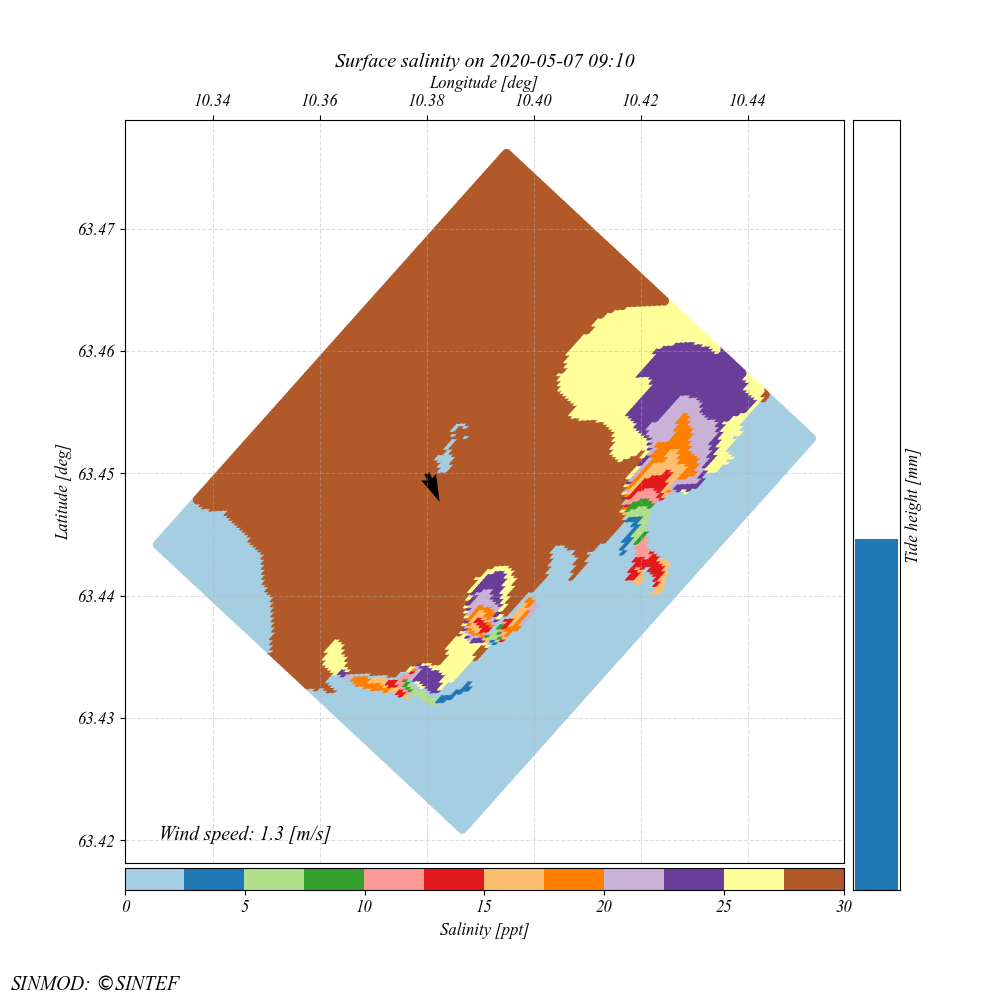 Surface salinity on 2020-05-07 09:10
Longitude [deg]
10.34 10.36 10.38 10.40 10.42 10.44
63.47
63.46
63.45
63.44
63.43
63.42
Latitude [deg]
Tide height [mm]
Wind speed: 1.3 [m/s]
0 5 10 15 20 25 30
Salinity [ppt]
SINMOD: ©SINTEF